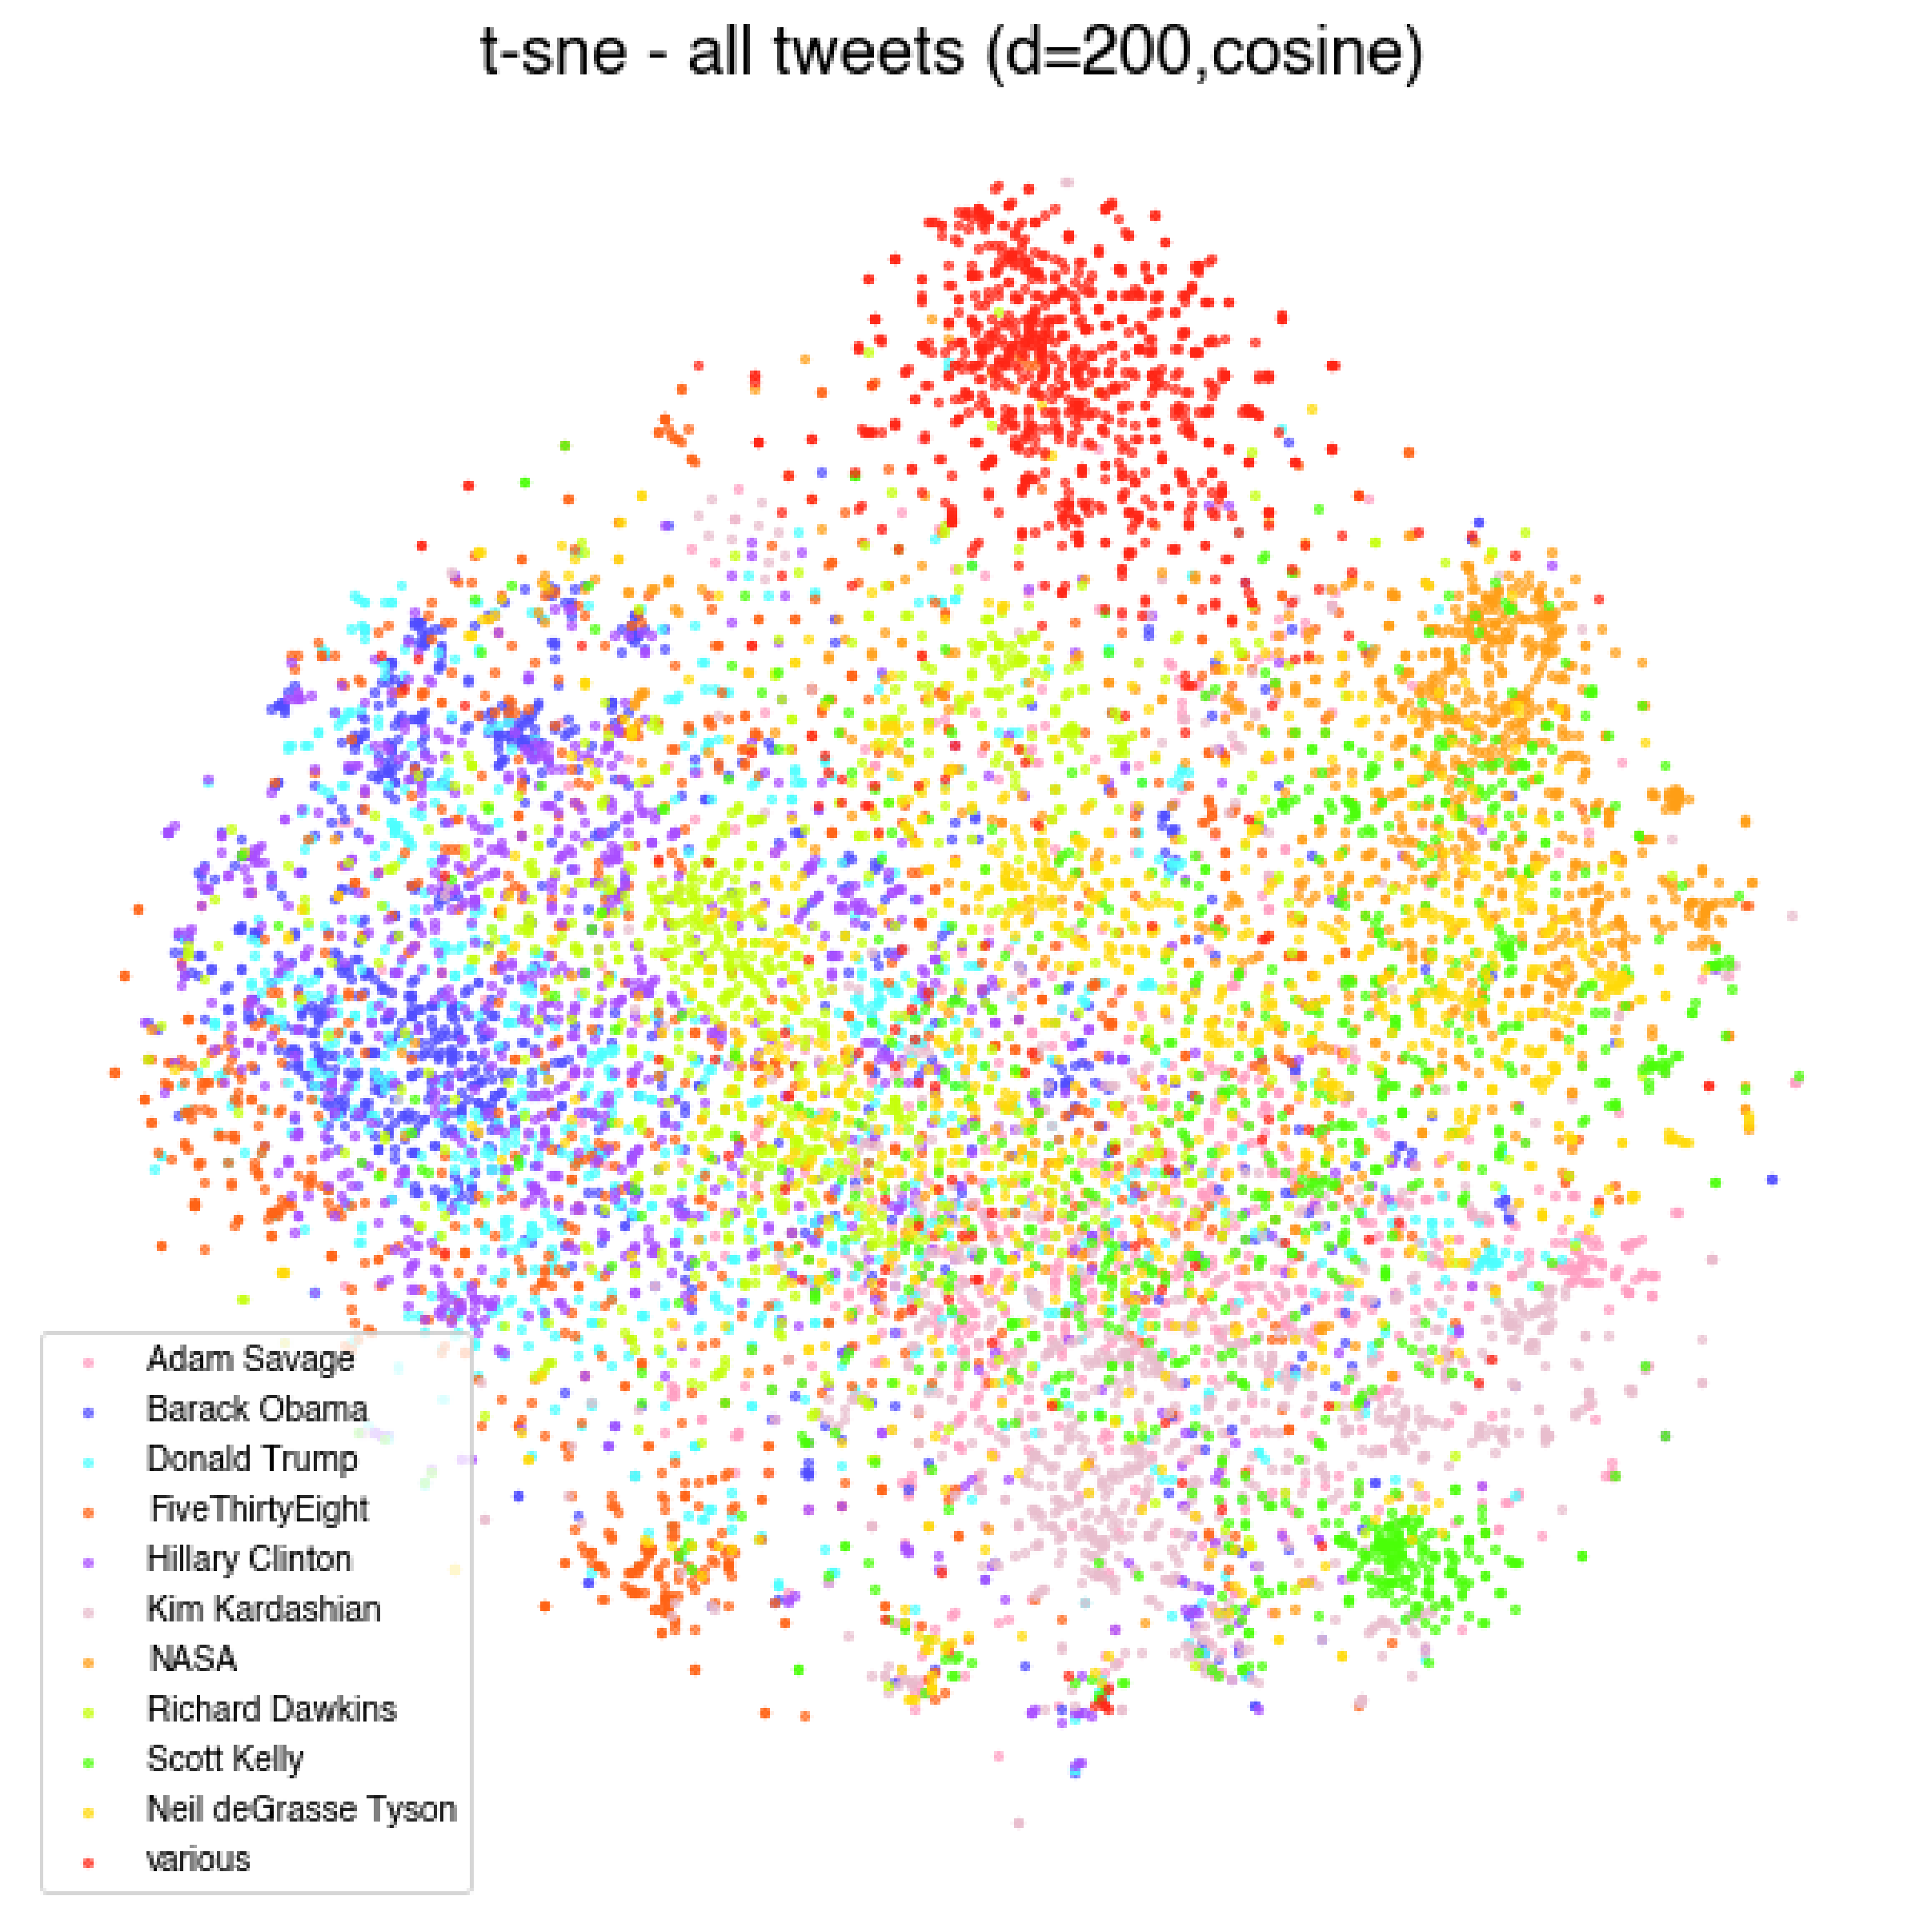 t-sne - all tweets (d=200,cosine)
Adam Savage
Barack Obama
Donald Trump
FiveThirtyEight
Hillary Clinton
Kim Kardashian
NASA
Richard Dawkins
Scott Kelly
Neil deGrasse Tyson
various